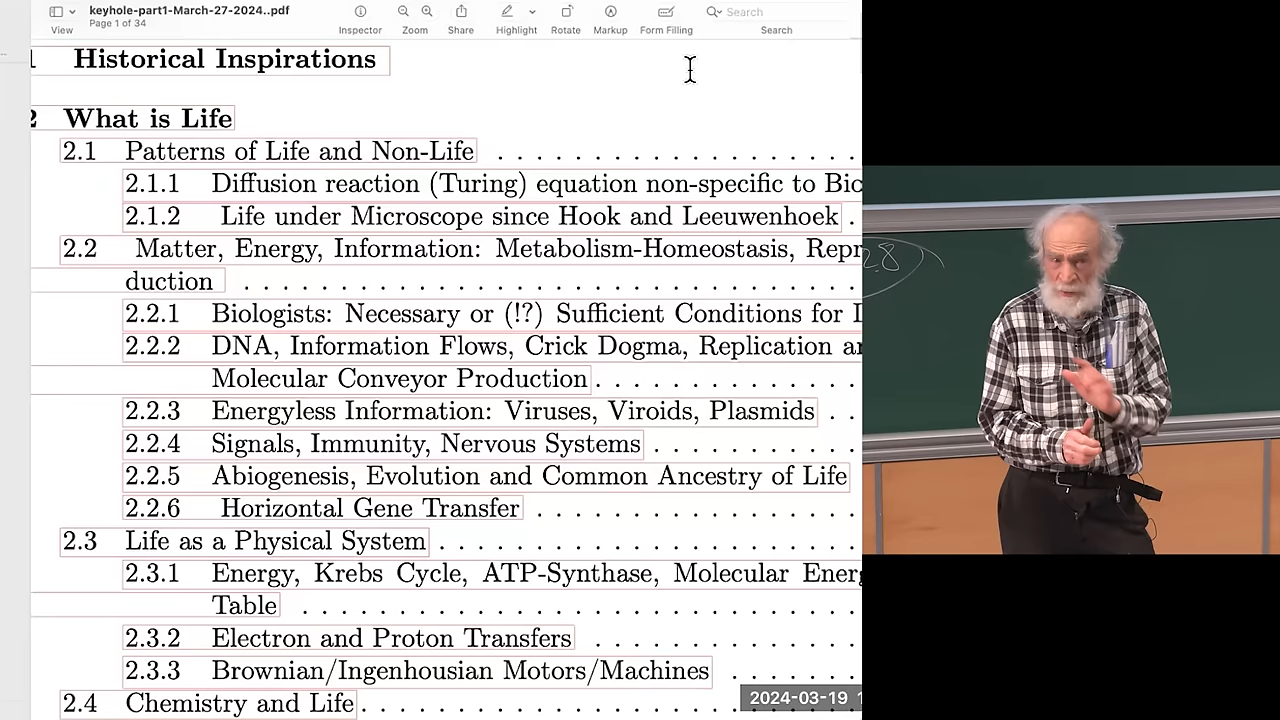 keyhole-part1-March-27-2024..pdf
Page 1 of 34
View
Inspector
Zoom
Share
Highlight
Rotate
Markup
Form Filling
Search
Search
1 Historical Inspirations
2 What is Life
2.1 Patterns of Life and Non-Life . . . . . . . . . . . . . . . . . . .
2.1.1 Diffusion reaction (Turing) equation non-specific to Bio
2.1.2 Life under Microscope since Hook and Leeuwenhoek .
2.2 Matter, Energy, Information: Metabolism-Homeostasis, Repr
duction . . . . . . . . . . . . . . . . . . . . . . . . . . . . . . . .
2.2.1 Biologists: Necessary or (!?) Sufficient Conditions for L
2.2.2 DNA, Information Flows, Crick Dogma, Replication an
Molecular Conveyor Production . . . . . . . . . . . . . .
2.2.3 Energyless Information: Viruses, Viroids, Plasmids . .
2.2.4 Signals, Immunity, Nervous Systems . . . . . . . . . . .
2.2.5 Abiogenesis, Evolution and Common Ancestry of Life
2.2.6 Horizontal Gene Transfer . . . . . . . . . . . . . . . . .
2.3 Life as a Physical System . . . . . . . . . . . . . . . . . . . . . .
2.3.1 Energy, Krebs Cycle, ATP-Synthase, Molecular Energ
Table . . . . . . . . . . . . . . . . . . . . . . . . . . . . .
2.3.2 Electron and Proton Transfers . . . . . . . . . . . . . .
2.3.3 Brownian/Ingenhousian Motors/Machines . . . . . . .
2.4 Chemistry and Life . . . . . . . . . . . . . . . . . . . . . . . . .
2024-03-19 1